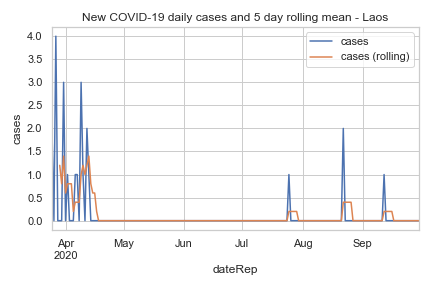 New COVID-19 daily cases and 5 day rolling mean - Laos
cases
cases (rolling)
4.0
3.5
3.0
2.5
2.0
1.5
1.0
0.5
0.0
cases
Apr
2020
May
Jun
Jul
Aug
Sep
dateRep